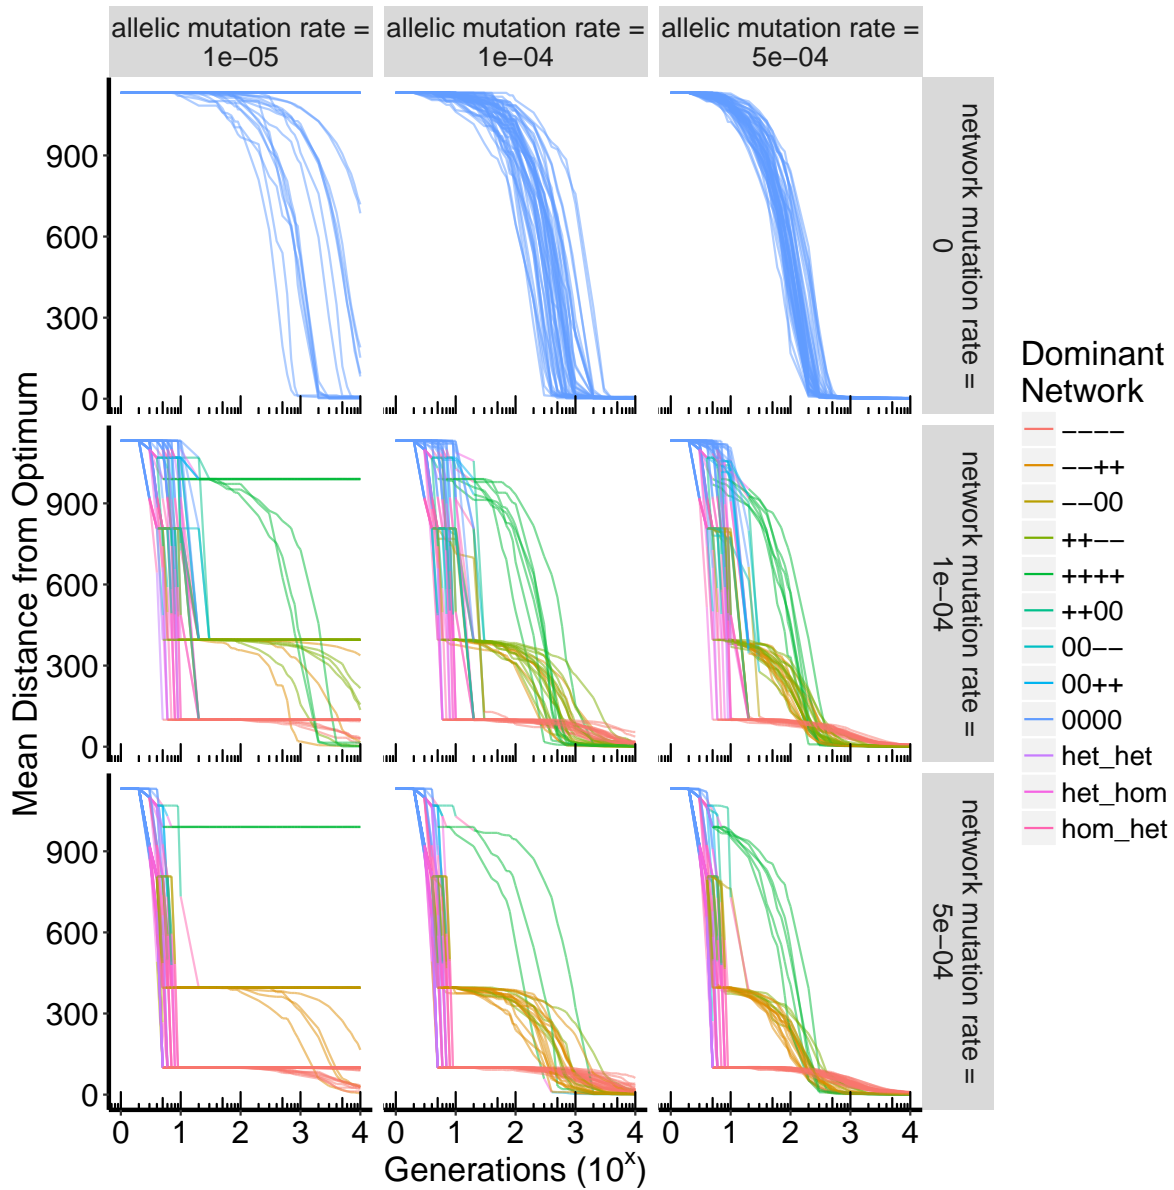 allelic mutation rate =
1e−05
allelic mutation rate =
1e−04
allelic mutation rate =
5e−04
network mutation rate =
0
network mutation rate =
1e−04
network mutation rate =
5e−04
Mean Distance from Optimum
900
600
300
0
900
600
300
0
900
600
300
0
0 1 2 3 4
0 1 2 3 4
0 1 2 3 4
Generations (10^x)
Dominant
Network
−−−−
−−++
−−00
++−−
++++
++00
00−−
00++
0000
het_het
het_hom
hom_het